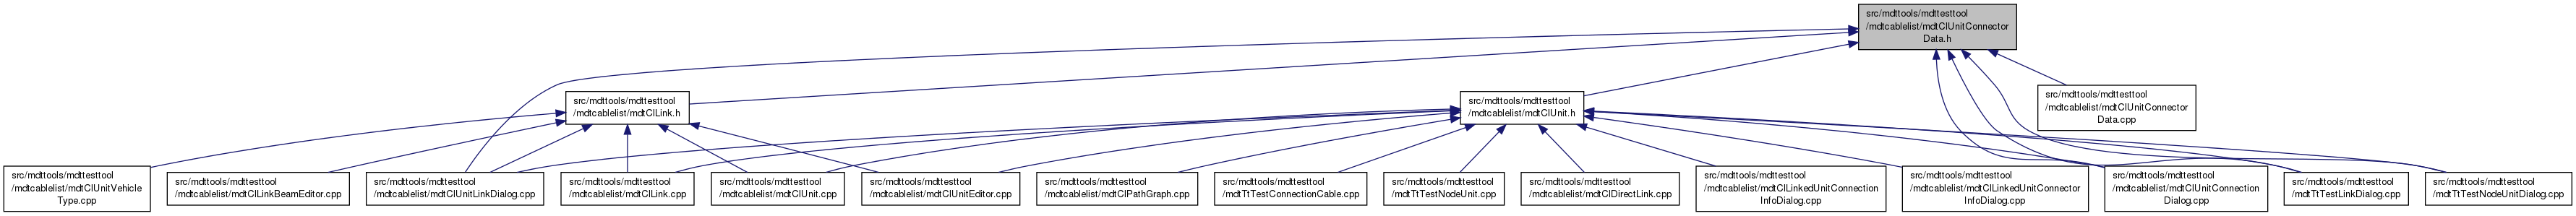 src/mdttools/mdttesttool
/mdtcablelist/mdtClUnitConnector
Data.h
src/mdttools/mdttesttool
/mdtcablelist/mdtClUnitConnector
Data.cpp
src/mdttools/mdttesttool
/mdtcablelist/mdtClLink.h
src/mdttools/mdttesttool
/mdtcablelist/mdtClUnit.h
src/mdttools/mdttesttool
/mdtcablelist/mdtClUnitVehicle
Type.cpp
src/mdttools/mdttesttool
/mdtcablelist/mdtClLinkBeamEditor.cpp
src/mdttools/mdttesttool
/mdtcablelist/mdtClUnitLinkDialog.cpp
src/mdttools/mdttesttool
/mdtcablelist/mdtClLink.cpp
src/mdttools/mdttesttool
/mdtcablelist/mdtClUnit.cpp
src/mdttools/mdttesttool
/mdtcablelist/mdtClUnitEditor.cpp
src/mdttools/mdttesttool
/mdtcablelist/mdtClPathGraph.cpp
src/mdttools/mdttesttool
/mdtTtTestConnectionCable.cpp
src/mdttools/mdttesttool
/mdtTtTestNodeUnit.cpp
src/mdttools/mdttesttool
/mdtcablelist/mdtClDirectLink.cpp
src/mdttools/mdttesttool
/mdtcablelist/mdtClLinkedUnitConnection
InfoDialog.cpp
src/mdttools/mdttesttool
/mdtcablelist/mdtClLinkedUnitConnector
InfoDialog.cpp
src/mdttools/mdttesttool
/mdtcablelist/mdtClUnitConnection
Dialog.cpp
src/mdttools/mdttesttool
/mdtTtTestLinkDialog.cpp
src/mdttools/mdttesttool
/mdtTtTestNodeUnitDialog.cpp